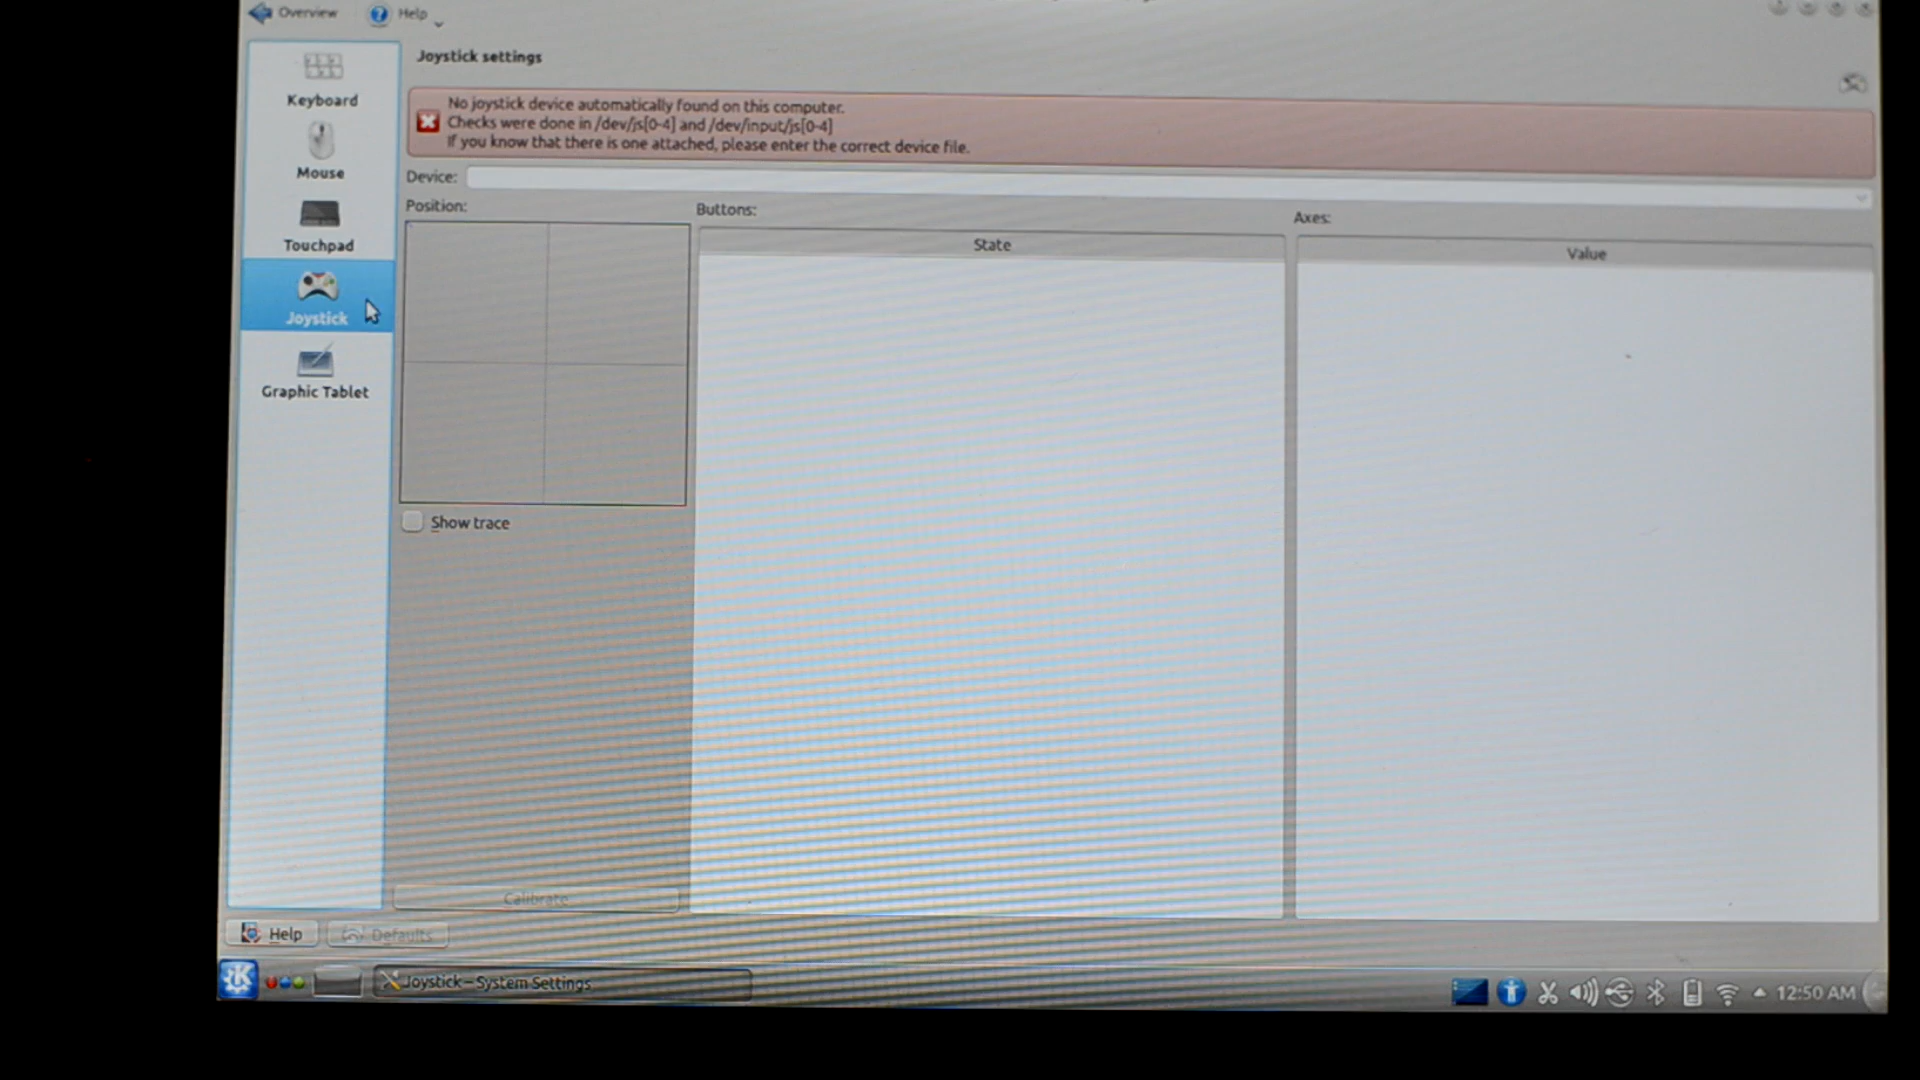 Overview
Help
Joystick settings
Keyboard
Mouse
Touchpad
Joystick
Graphic Tablet
No joystick device automatically found on this computer.
Checks were done in /dev/js[0-4] and /dev/input/js[0-4]
If you know that there is one attached, please enter the correct device file.
Device:
Position:
Buttons:
Axes:
State
Value
Show trace
Calibrate
Help
Defaults
Joystick – System Settings
12:50 AM